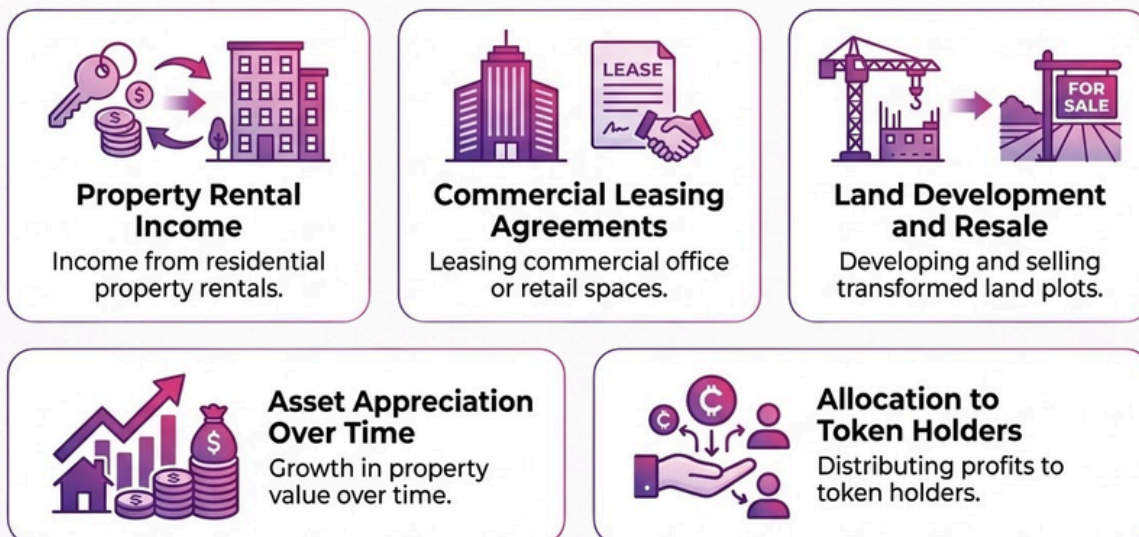 LEASE
FOR
SALE
Property Rental
Income
Income from residential
property rentals.
Commercial Leasing
Agreements
Leasing commercial office
or retail spaces.
Land Development
and Resale
Developing and selling
transformed land plots.
$
$
$
$
$
Asset Appreciation
Over Time
Growth in property
value over time.
Allocation to
Token Holders
Distributing profits to
token holders.